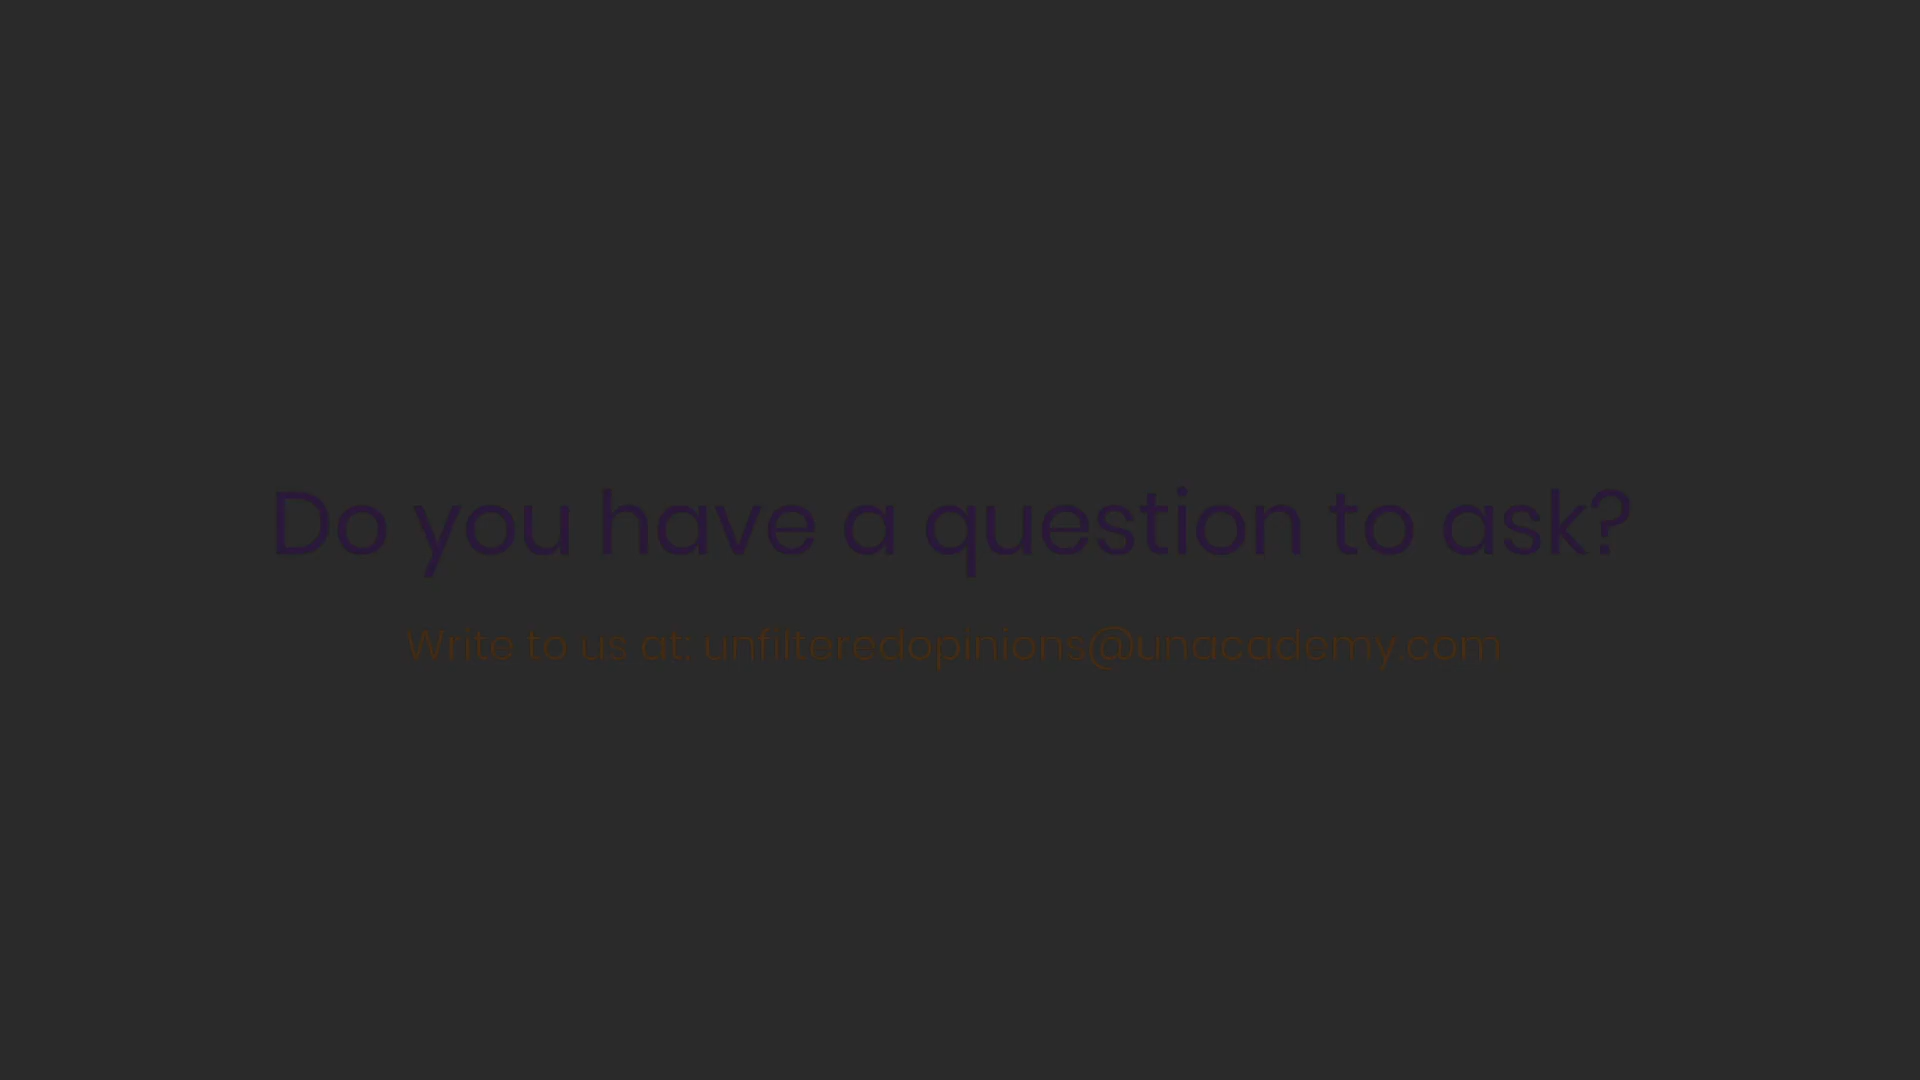 Do you have a question to ask?
Write to us at: unfilteredopinions@unacademy.com